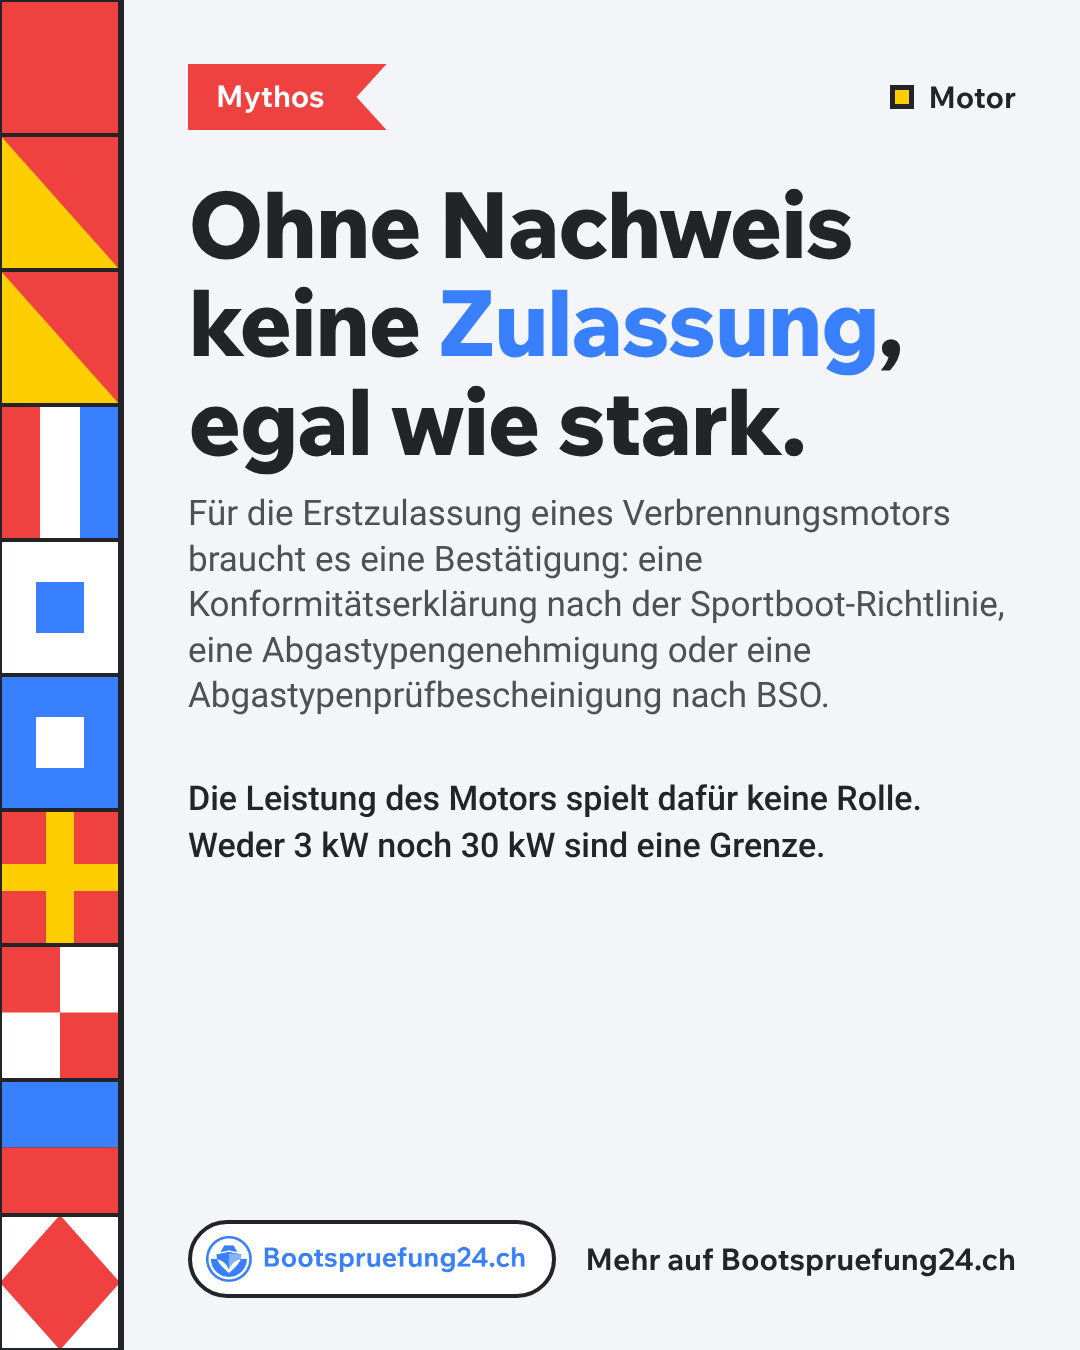 Mythos
Motor
Ohne Nachweis
keine Zulassung,
egal wie stark.
Für die Erstzulassung eines Verbrennungsmotors
braucht es eine Bestätigung: eine
Konformitätserklärung nach der Sportboot-Richtlinie,
eine Abgastypengenehmigung oder eine
Abgastypenprüfbescheinigung nach BSO.
Die Leistung des Motors spielt dafür keine Rolle.
Weder 3 kW noch 30 kW sind eine Grenze.
Bootspruefung24.ch
Mehr auf Bootspruefung24.ch